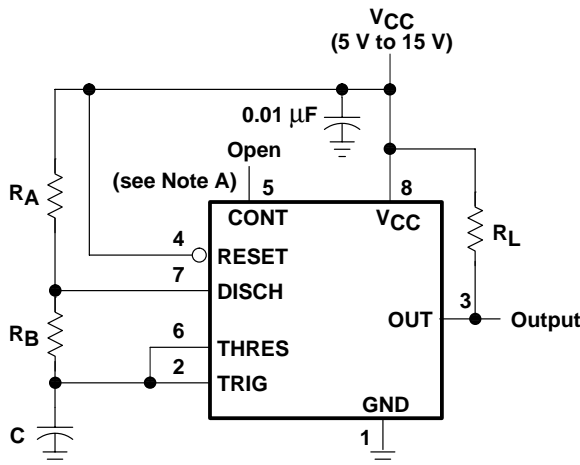 VCC
(5 V to 15 V)
0.01 μF
Open
(see Note A)
5
8
RA
CONT
VCC
RL
4
RESET
7
DISCH
3
OUT
Output
RB
6
THRES
2
TRIG
GND
C
1